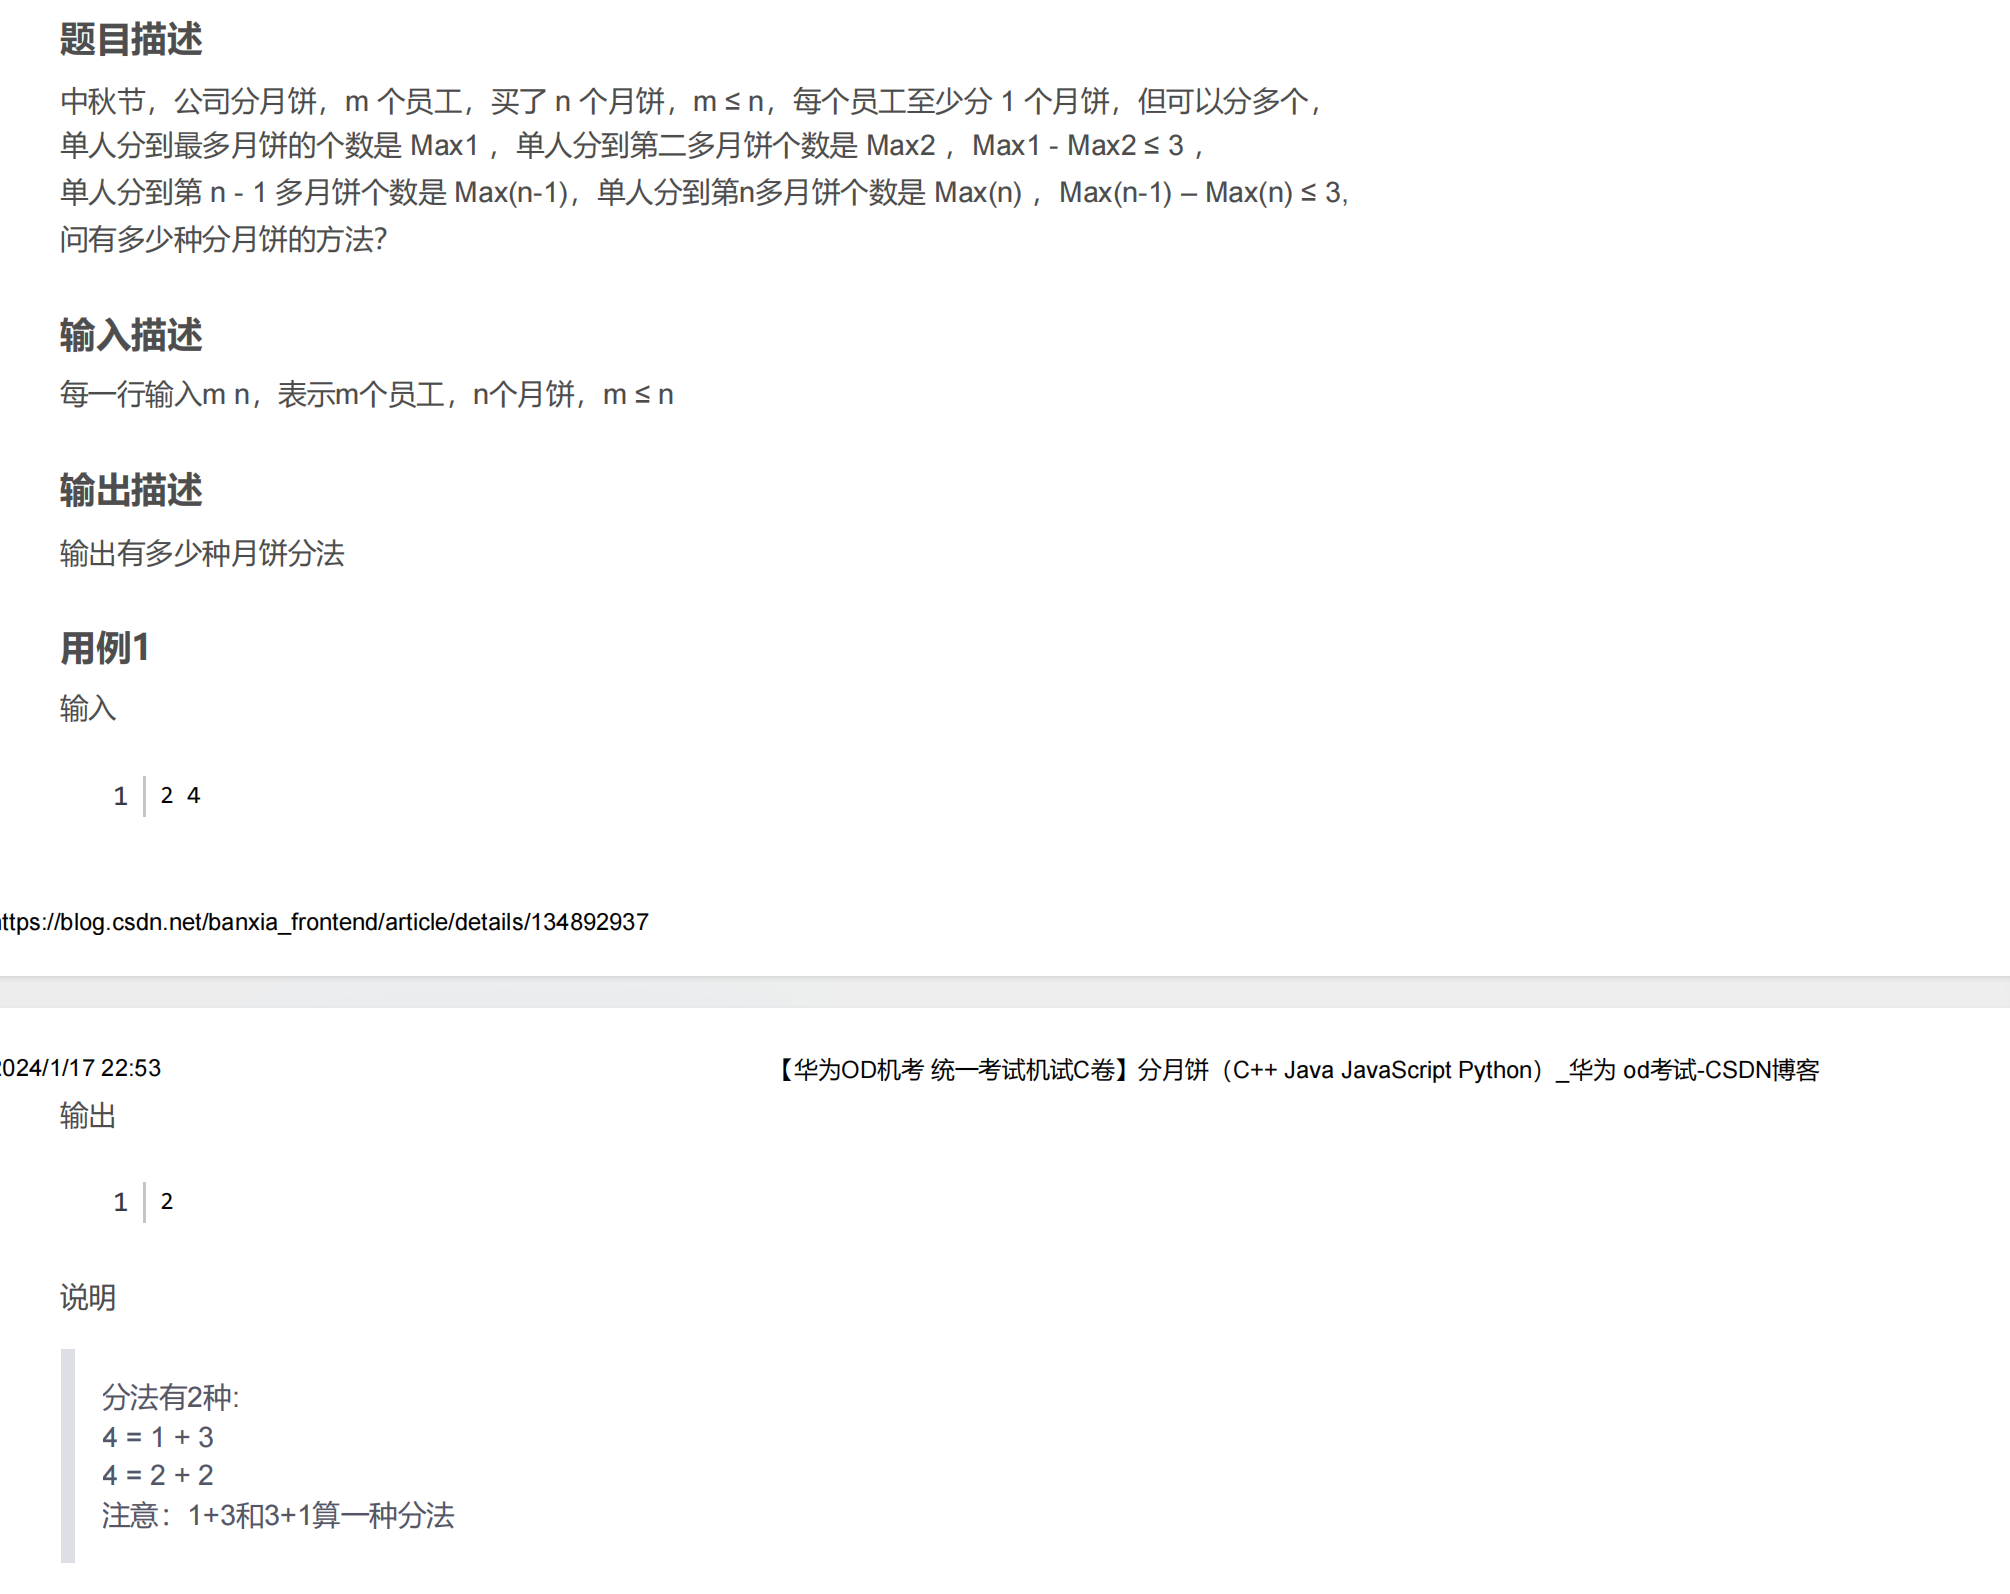 题目描述
中秋节，公司分月饼，m 个员工，买了 n 个月饼，m ≤ n，每个员工至少分 1 个月饼，但可以分多个，
单人分到最多月饼的个数是 Max1 ，单人分到第二多月饼个数是 Max2 ，Max1 - Max2 ≤ 3 ，
单人分到第 n - 1 多月饼个数是 Max(n-1)，单人分到第n多月饼个数是 Max(n) ，Max(n-1) – Max(n) ≤ 3,
问有多少种分月饼的方法？
输入描述
每一行输入m n，表示m个员工，n个月饼，m ≤ n
输出描述
输出有多少种月饼分法
用例1
输入
1 2 4
ttps://blog.csdn.net/banxia_frontend/article/details/134892937
024/1/17 22:53 【华为OD机考 统一考试机试C卷】分月饼（C++ Java JavaScript Python）_华为 od考试-CSDN博客
输出
1 2
说明
分法有2种:
4 = 1 + 3
4 = 2 + 2
注意：1+3和3+1算一种分法